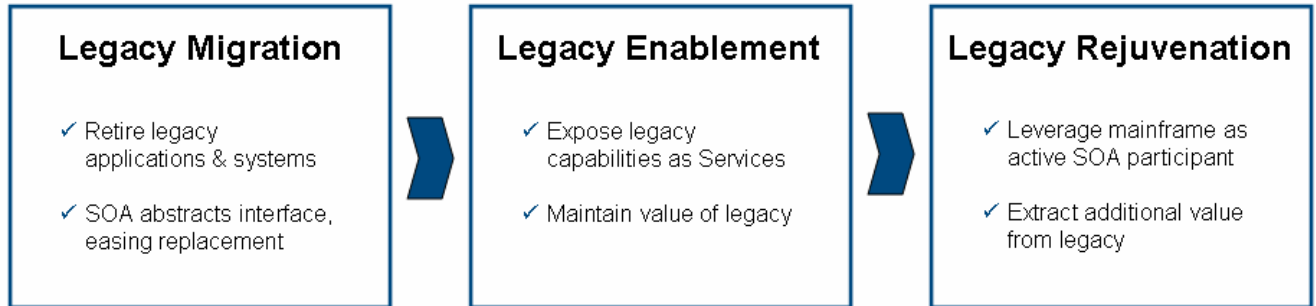 Legacy Migration
✓ Retire legacy
applications & systems
✓ SOA abstracts interface,
easing replacement
Legacy Enablement
✓ Expose legacy
capabilities as Services
✓ Maintain value of legacy
Legacy Rejuvenation
✓ Leverage mainframe as
active SOA participant
✓ Extract additional value
from legacy